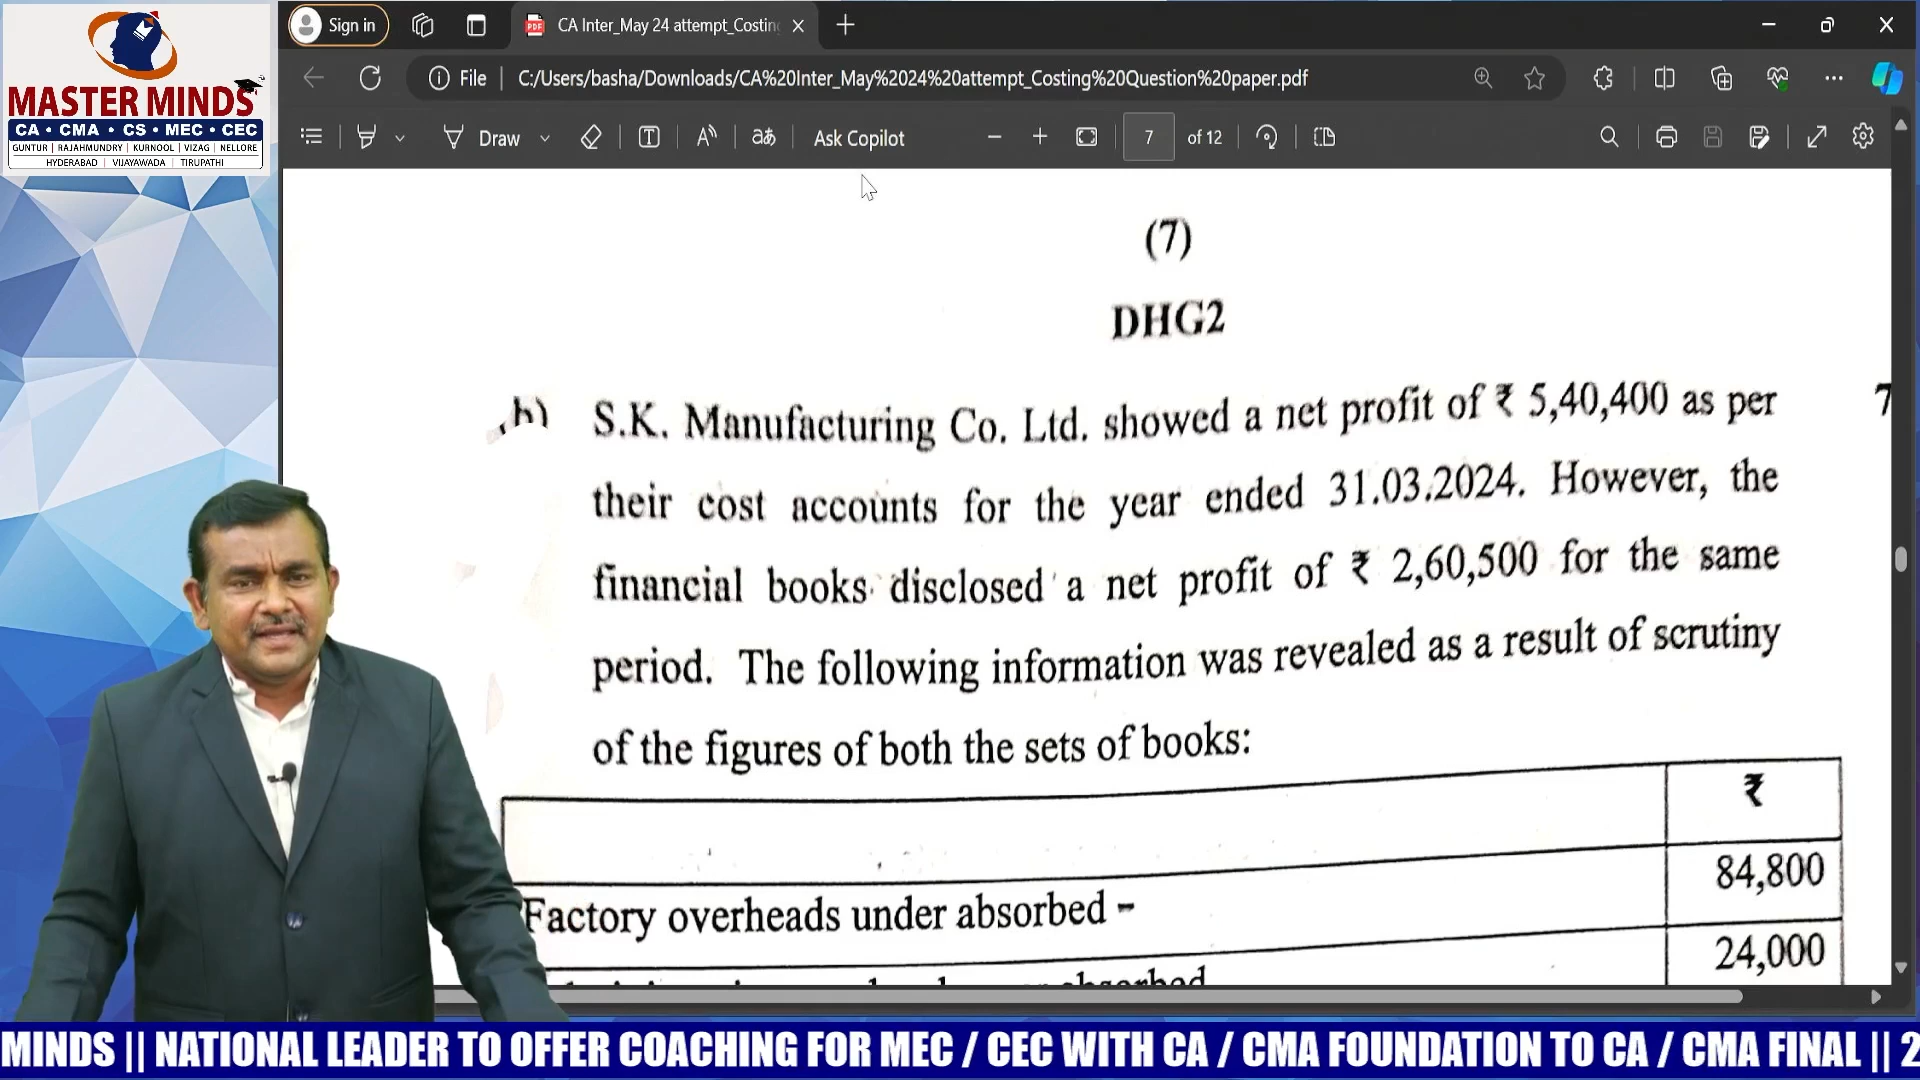 MASTER MINDS
CA • CMA • CS • MEC • CEC
GUNTUR | RAJAHMUNDRY | KURNOOL | VIZAG | NELLORE
HYDERABAD | VIJAYAWADA | TIRUPATHI
Sign in
CA Inter_May 24 attempt_Costin
File
C:/Users/basha/Downloads/CA%20Inter_May%2024%20attempt_Costing%20Question%20paper.pdf
Draw
Ask Copilot
7 of 12
(7)
DHG2
b) S.K. Manufacturing Co. Ltd. showed a net profit of ₹ 5,40,400 as per 7
their cost accounts for the year ended 31.03.2024. However, the
financial books disclosed a net profit of ₹ 2,60,500 for the same
period. The following information was revealed as a result of scrutiny
of the figures of both the sets of books:
₹
Factory overheads under absorbed - 84,800
24,000
MINDS || NATIONAL LEADER TO OFFER COACHING FOR MEC / CEC WITH CA / CMA FOUNDATION TO CA / CMA FINAL || 2